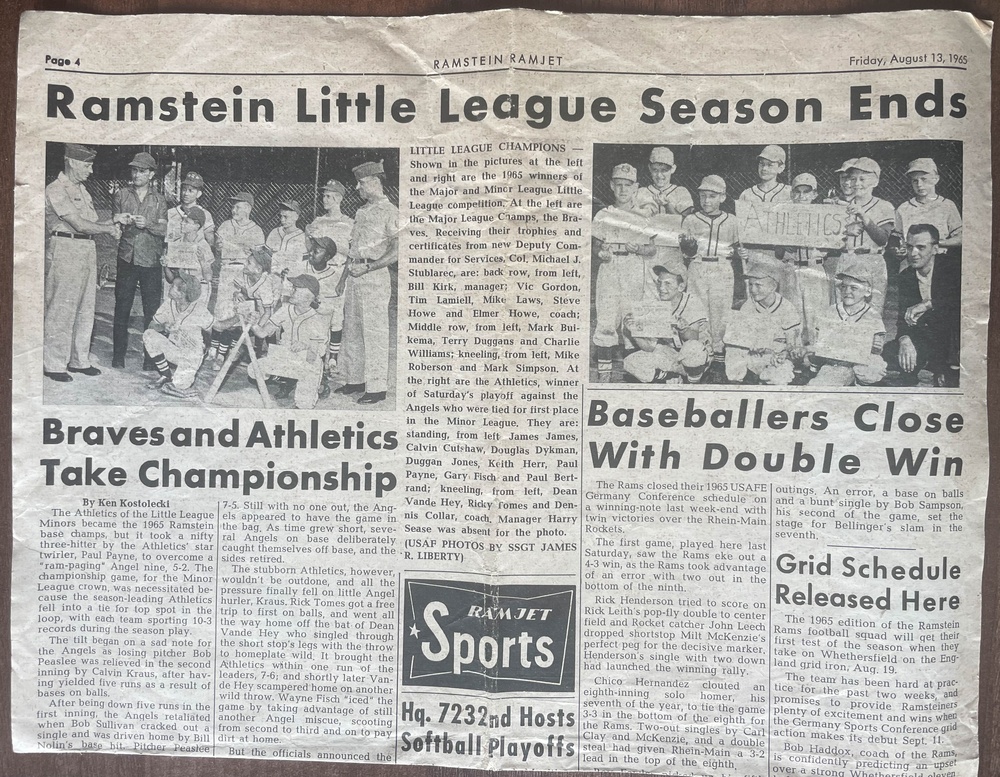 Page 4
RAMSTEIN RAMJET
Friday, August 13, 1965
Ramstein Little League Season Ends
ATHLETICS
LITTLE LEAGUE CHAMPIONS —
Shown in the pictures at the left
and right are the 1965 winners of
the Major and Minor League Little
League competition. At the left are
the Major League Champs, the Bra-
ves. Receiving their trophies and
certificates from new Deputy Com-
mander for Services, Col. Michael J.
Stublarec, are: back row, from left,
Bill Kirk, manager; Vic Gordon,
Tim Lamiell, Mike Laws, Steve
Howe and Elmer Howe, coach;
Middle row, from left, Mark Bui-
kema, Terry Duggans and Charlie
Williams; kneeling, from left, Mike
Roberson and Mark Simpson. At
the right are the Athletics, winner
of Saturday's playoff against the
Angels who were tied for first place
in the Minor League. They are:
standing, from left James James,
Calvin Cutshaw, Douglas Dykman,
Duggan Jones, Keith Herr, Paul
Payne, Gary Fisch and Paul Bert-
rand; kneeling, from left, Dean
Vande Hey, Ricky Tomes and Den-
nis Collar, coach, Manager Harry
Sease was absent for the photo.
(USAF PHOTOS BY SSGT JAMES
R. LIBERTY)
Braves and Athletics
Take Championship
By Ken Kostolecki
The Athletics of the Little League
Minors became the 1965 Ramstein
base champs, but it took a nifty
three-hitter by the Athletics' star
twirler, Paul Payne, to overcome a
"ram-paging" Angel nine, 5-2. The
championship game, for the Minor
League crown, was necessitated be-
cause the season-leading Athletics
fell into a tie for top spot in the
loop, with each team sporting 10-3
records during the season play.
The tilt began on a sad note for
the Angels as losing pitcher Bob
Peaslee was relieved in the second
inning by Calvin Kraus, after hav-
ing yielded five runs as a result of
bases on balls.
After being down five runs in the
first inning, the Angels retaliated
when Bo Sullivan cracked out a
single and was driven home by Bill
Nolin's base hit. Pitcher Peaslee
7-5. Still with no one out, the Ang-
els appeared to have the game in
the bag. As time grew short, seve-
ral Angels on base deliberately
caught themselves off base, and the
sides retired.
The stubborn Athletics, however,
wouldn't be outdone, and all the
pressure finally fell on little Angel
hurler, Kraus. Rick Tomes got a free
trip to first on balls, and went all
the way home off the bat of Dean
Vande Hey who singled through
the short stop's legs with the throw
to homeplate wild. It brought the
Athletics within one run of the
leaders, 7-6; and shortly later Van-
de Hey scampered home on another
wild throw. Wayne Fisch "iced" the
game by taking advantage of still
another Angel miscue, scooting
from second to third and on to pay
dirt at home.
But the officials announced the
RAMJET
Sports
Hq. 7232nd Hosts
Softball Playoffs
Baseballers Close
With Double Win
The Rams closed their 1965 USAFE
Germany Conference schedule on
a winning-note last week-end with
twin victories over the Rhein-Main
Rockets.
The first game, played here last
Saturday, saw the Rams eke out a
4-3 win, as the Rams took advantage
of an error with two out in the
bottom of the ninth.
Rick Henderson tried to score on
Rick Leith's pop-fly double to center
field and Rocket catcher John Leech
dropped shortstop Milt McKenzie's
perfect peg for the decisive marker.
Henderson's single with two down
had launched the winning rally.
Chico Hernandez clouted an
eighth-inning solo homer, his
seventh of the year, to tie the game
3-3 in the bottom of the eighth for
the Rams. Two-out singles by Carl
Clay and McKenzie, and a double
steal had given Rhein-Main a 3-2
lead in the top of the eighth.
outings. An error, a base on balls
and a bunt single by Bob Sampson,
his second of the game, set the
stage for Bellinger's slam in the
seventh.
Grid Schedule
Released Here
The 1965 edition of the Ramstein
Rams football squad will get their
first test of the season when they
take on Whethersfield on the Eng-
land grid iron, Aug. 19.
The team has been hard at prac-
tice for the past two weeks, and
promises to provide Ramsteiners
plenty of excitement and wins when
the Germany Sports Conference grid
action makes its debut Sept. 11.
Bob Haddox, coach of the Rams,
is confidently predicting an upset
over a strong Whethersfield eleven